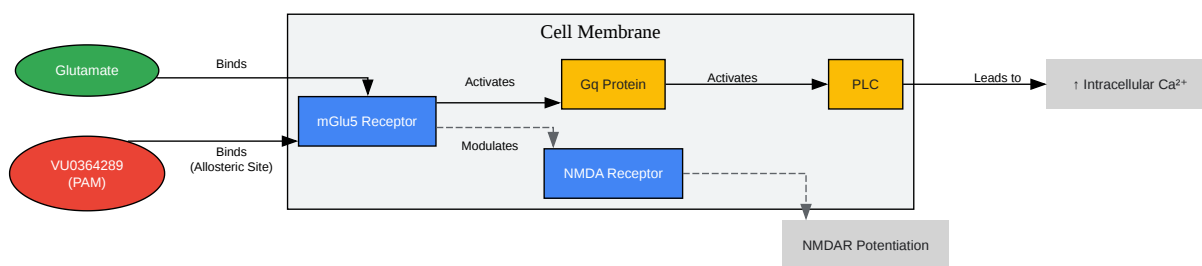 Cell Membrane
Glutamate
Binds
Activates
Gq Protein
Activates
PLC
Leads to
↑ Intracellular Ca²⁺
mGlu5 Receptor
VU0364289
(PAM)
Binds
(Allosteric Site)
Modulates
NMDA Receptor
NMDAR Potentiation